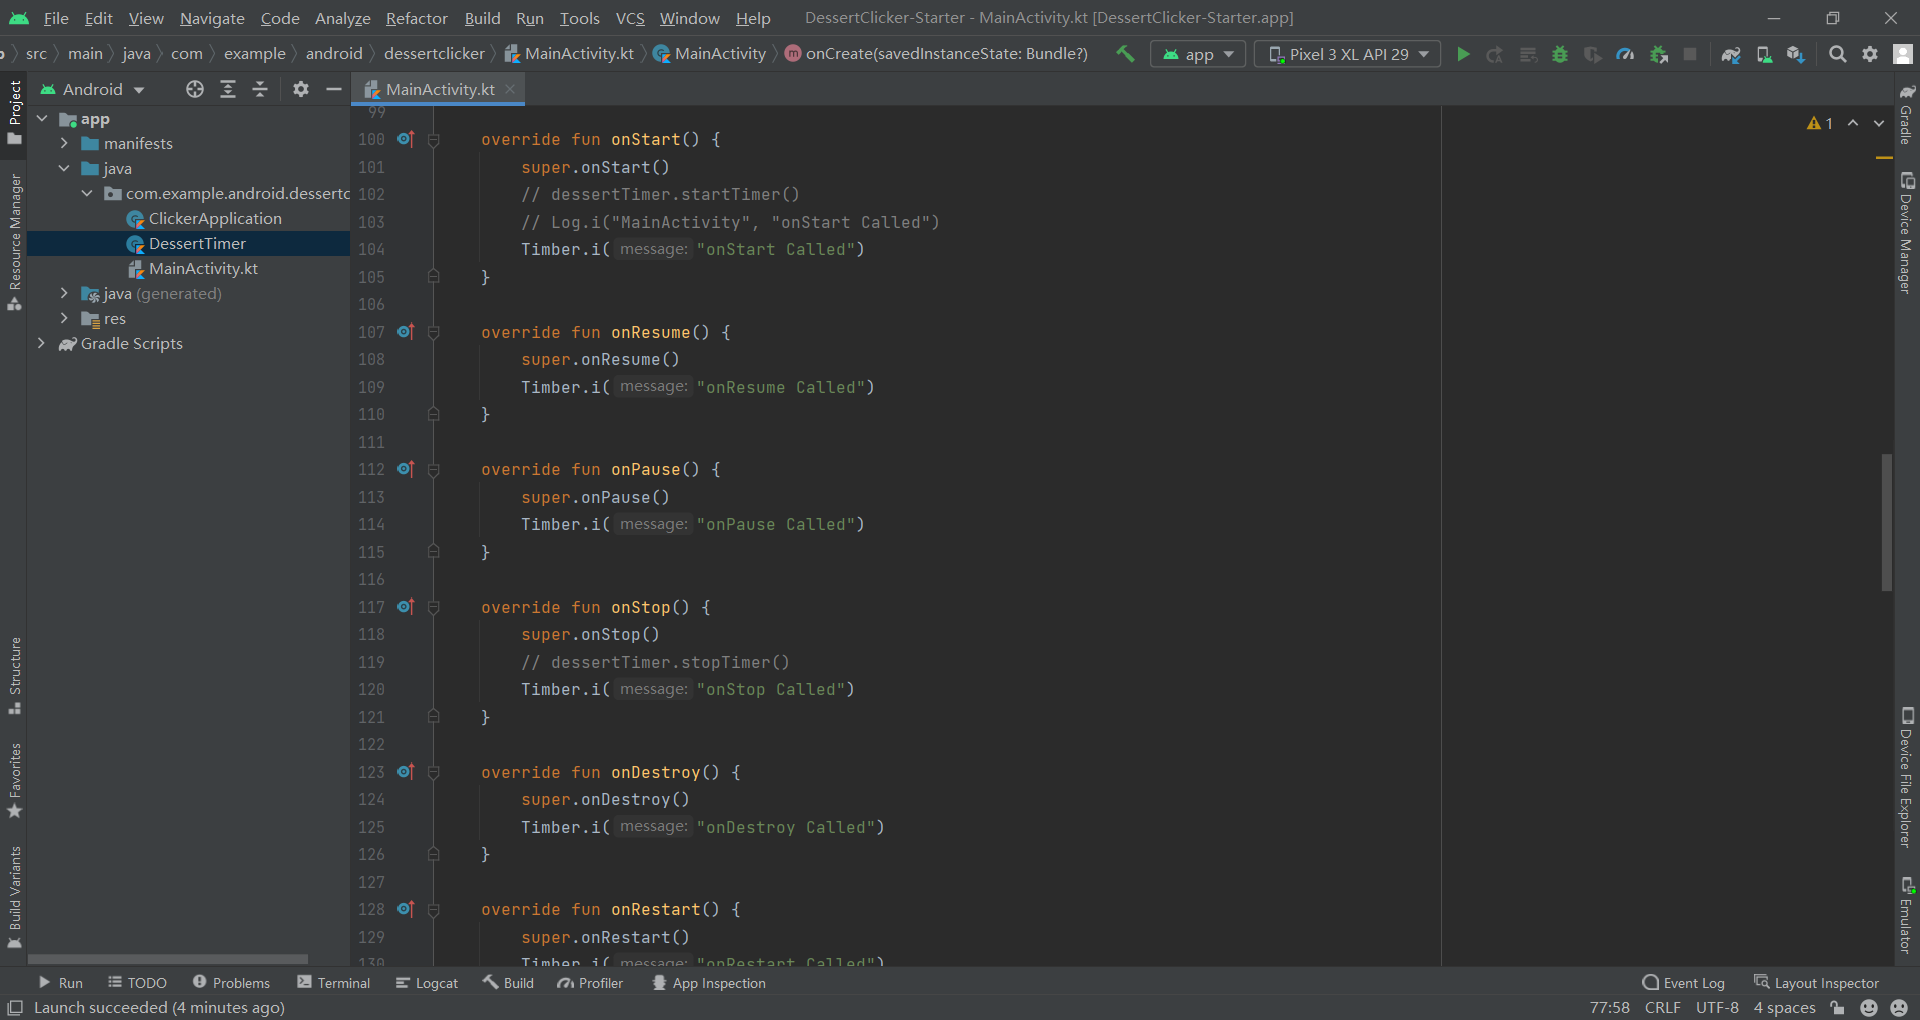 File Edit View Navigate Code Analyze Refactor Build Run Tools VCS Window Help DessertClicker-Starter - MainActivity.kt [DessertClicker-Starter.app]
src main java com example android dessertclicker MainActivity.kt MainActivity onCreate(savedInstanceState: Bundle?) app Pixel 3 XL API 29
Android MainActivity.kt
Project
Resource Manager
Structure
Favorites
Build Variants
app
manifests
java
com.example.android.dessertc
ClickerApplication
DessertTimer
MainActivity.kt
java (generated)
res
Gradle Scripts
99
100 override fun onStart() {
101 super.onStart()
102 // dessertTimer.startTimer()
103 // Log.i("MainActivity", "onStart Called")
104 Timber.i( message: "onStart Called")
105 }
106
107 override fun onResume() {
108 super.onResume()
109 Timber.i( message: "onResume Called")
110 }
111
112 override fun onPause() {
113 super.onPause()
114 Timber.i( message: "onPause Called")
115 }
116
117 override fun onStop() {
118 super.onStop()
119 // dessertTimer.stopTimer()
120 Timber.i( message: "onStop Called")
121 }
122
123 override fun onDestroy() {
124 super.onDestroy()
125 Timber.i( message: "onDestroy Called")
126 }
127
128 override fun onRestart() {
129 super.onRestart()
130 Timber.i( message: "onRestart Called")
1
Gradle
Device Manager
Device File Explorer
Emulator
Run TODO Problems Terminal Logcat Build Profiler App Inspection Event Log Layout Inspector
Launch succeeded (4 minutes ago) 77:58 CRLF UTF-8 4 spaces